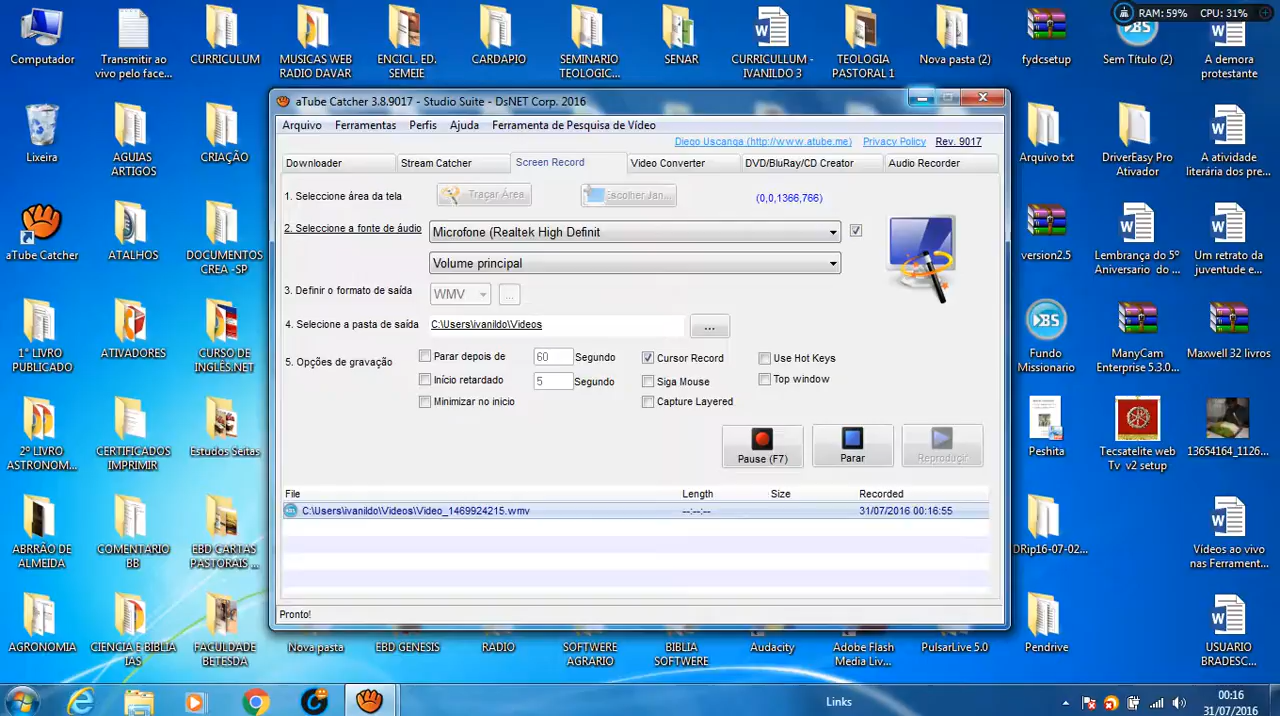 RAM: 59% CPU: 31%
Computador
Transmitir ao
vivo pelo face...
CURRICULUM
MUSICAS WEB
RADIO DAVAR
ENCICL. ED.
SEMEIE
CARDAPIO
SEMINARIO
TEOLOGIC...
SENAR
CURRICULLUM -
IVANILDO 3
TEOLOGIA
PASTORAL 1
Nova pasta (2)
fydcsetup
Sem Título (2)
A demora
protestante
Lixeira
AGUIAS
ARTIGOS
CRIAÇÃO
aTube Catcher
ATALHOS
DOCUMENTOS
CREA -SP
1° LIVRO
PUBLICADO
ATIVADORES
CURSO DE
INGLES.NET
2º LIVRO
ASTRONOM...
CERTIFICADOS
IMPRIMIR
Estudos Seitas
ABRRÃO DE
ALMEIDA
COMENTARIO
BB
EBD CARTAS
PASTORAIS ...
AGRONOMIA
CIENCIA E BIBLIA
IAS
FACULDADE
BETESDA
aTube Catcher 3.8.9017 - Studio Suite - DsNET Corp. 2016
Arquivo Ferramentas Perfis Ajuda Ferramenta de Pesquisa de Vídeo
Diego Uscanga (http://www.atube.me) Privacy Policy Rev. 9017
Downloader Stream Catcher Screen Record Video Converter DVD/BluRay/CD Creator Audio Recorder
1. Seleccione área da tela Traçar Área Escolher Jan... (0,0,1366,766)
2. Selecione a fonte de áudio Microfone (Realtek High Definit
Volume principal
3. Definir o formato de saída WMV ...
4. Selecione a pasta de saída C:\Users\ivanildo\Videos ...
5. Opções de gravação
Parar depois de 60 Segundo Cursor Record Use Hot Keys
Início retardado 5 Segundo Siga Mouse Top window
Minimizar no inicio Capture Layered
Pause (F7) Parar Reproducir
File Length Size Recorded
C:\Users\ivanildo\Videos\Video_1469924215.wmv --:--:-- 31/07/2016 00:16:55
Pronto!
Arquivo txt
DriverEasy Pro
Ativador
A atividade
literária dos pre...
version2.5
Lembrança do 5º
Aniversario do ...
Um retrato da
juventude e...
BS
Fundo
Missionario
ManyCam
Enterprise 5.3.0...
Maxwell 32 livros
Peshita
Tecsatelite web
Tv v2 setup
13654164_1126...
DRip16-07-02...
Vídeos ao vivo
nas Ferrament...
Nova pasta
EBD GENESIS
RADIO
SOFTWERE
AGRARIO
BIBLIA
SOFTWERE
Audacity
Adobe Flash
Media Liv...
PulsarLive 5.0
Pendrive
USUARIO
BRADESC...
Links
00:16
31/07/2016